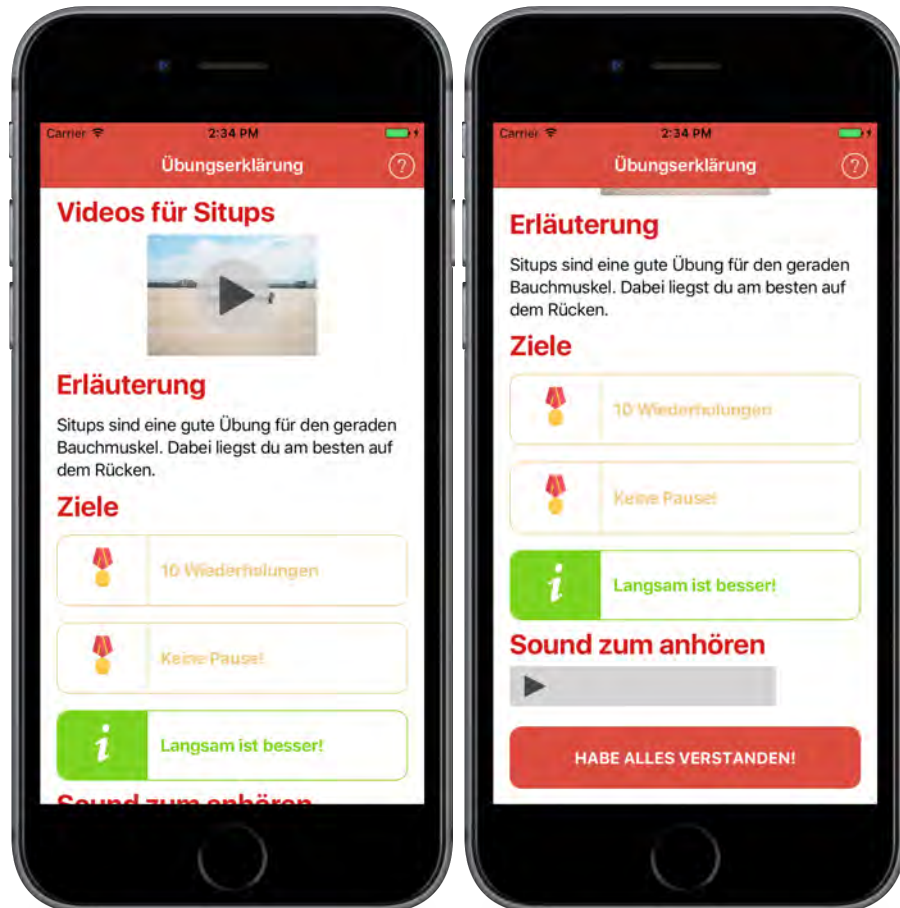 Carrier 2:34 PM
Übungserklärung ?
Videos für Situps
Erläuterung
Situps sind eine gute Übung für den geraden
Bauchmuskel. Dabei liegst du am besten auf
dem Rücken.
Ziele
10 Wiederholungen
Keine Pause!
i Langsam ist besser!
Sound zum anhören
Carrier 2:34 PM
Übungserklärung ?
Erläuterung
Situps sind eine gute Übung für den geraden
Bauchmuskel. Dabei liegst du am besten auf
dem Rücken.
Ziele
10 Wiederholungen
Keine Pause!
i Langsam ist besser!
Sound zum anhören
HABE ALLES VERSTANDEN!